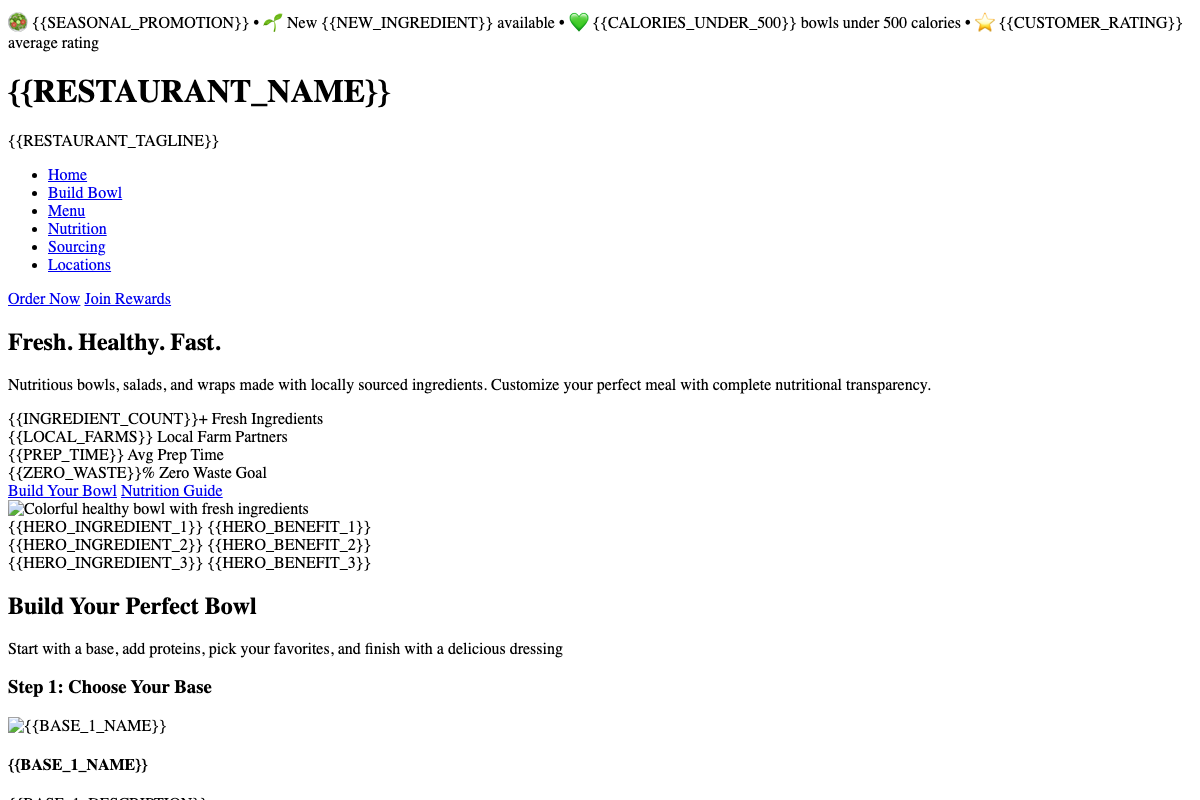 🥗 {{SEASONAL_PROMOTION}} • 🌱 New {{NEW_INGREDIENT}} available • 💚 {{CALORIES_UNDER_500}} bowls under 500 calories • ⭐ {{CUSTOMER_RATING}}
average rating
{{RESTAURANT_NAME}}
{{RESTAURANT_TAGLINE}}
• Home
• Build Bowl
• Menu
• Nutrition
• Sourcing
• Locations
Order Now Join Rewards
Fresh. Healthy. Fast.
Nutritious bowls, salads, and wraps made with locally sourced ingredients. Customize your perfect meal with complete nutritional transparency.
{{INGREDIENT_COUNT}}+ Fresh Ingredients
{{LOCAL_FARMS}} Local Farm Partners
{{PREP_TIME}} Avg Prep Time
{{ZERO_WASTE}}% Zero Waste Goal
Build Your Bowl Nutrition Guide
Colorful healthy bowl with fresh ingredients
{{HERO_INGREDIENT_1}} {{HERO_BENEFIT_1}}
{{HERO_INGREDIENT_2}} {{HERO_BENEFIT_2}}
{{HERO_INGREDIENT_3}} {{HERO_BENEFIT_3}}
Build Your Perfect Bowl
Start with a base, add proteins, pick your favorites, and finish with a delicious dressing
Step 1: Choose Your Base
{{BASE_1_NAME}}
{{BASE_1_NAME}}
{{BASE_1_DESCRIPTION}}